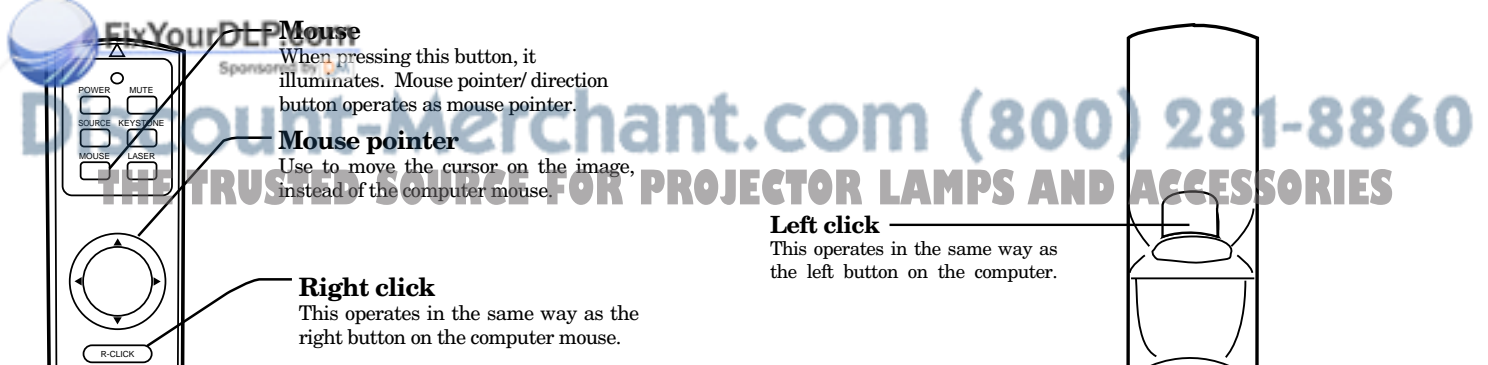 FixYourDLP.com
Sponsored by DM
Discount-Merchant.com (800) 281-8860
THE TRUSTED SOURCE FOR PROJECTOR LAMPS AND ACCESSORIES
POWER MUTE
SOURCE KEYSTONE
MOUSE LASER
R-CLICK
Mouse
When pressing this button, it
illuminates. Mouse pointer/ direction
button operates as mouse pointer.
Mouse pointer
Use to move the cursor on the image,
instead of the computer mouse.
Right click
This operates in the same way as the
right button on the computer mouse.
Left click
This operates in the same way as
the left button on the computer.